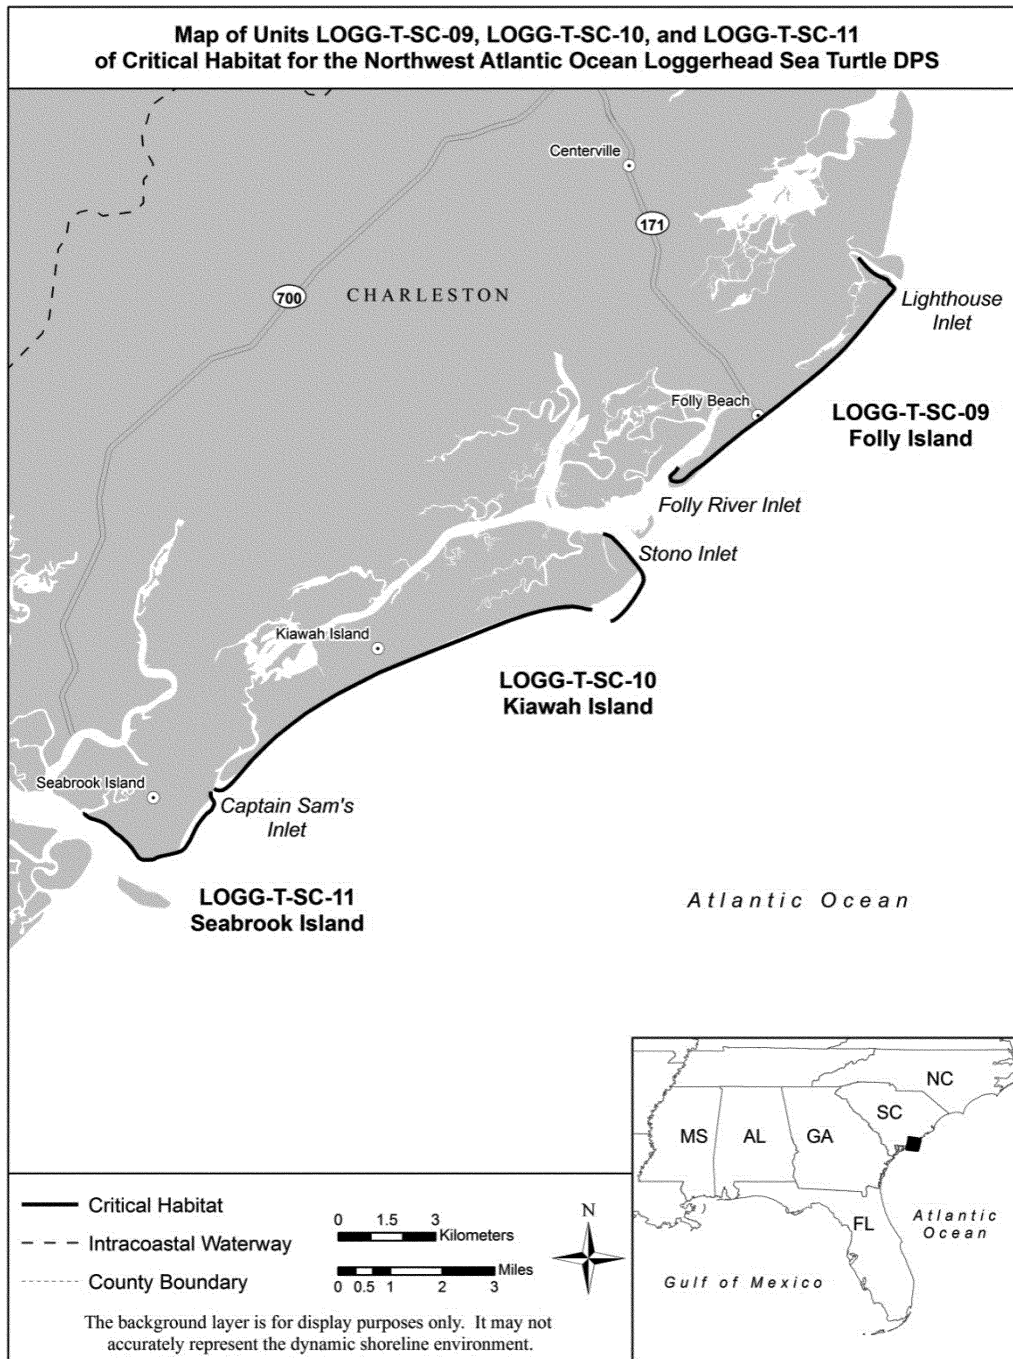 Map of Units LOGG-T-SC-09, LOGG-T-SC-10, and LOGG-T-SC-11
of Critical Habitat for the Northwest Atlantic Ocean Loggerhead Sea Turtle DPS
Centerville
171
700
CHARLESTON
Lighthouse
Inlet
Folly Beach
LOGG-T-SC-09
Folly Island
Folly River Inlet
Stono Inlet
Kiawah Island
LOGG-T-SC-10
Kiawah Island
Seabrook Island
Captain Sam's
Inlet
LOGG-T-SC-11
Seabrook Island
Atlantic Ocean
NC
SC
MS
AL
GA
FL
Atlantic
Ocean
Gulf of Mexico
Critical Habitat
Intracoastal Waterway
County Boundary
0 1.5 3
Kilometers
Miles
0 0.5 1 2 3
N
The background layer is for display purposes only. It may not
accurately represent the dynamic shoreline environment.